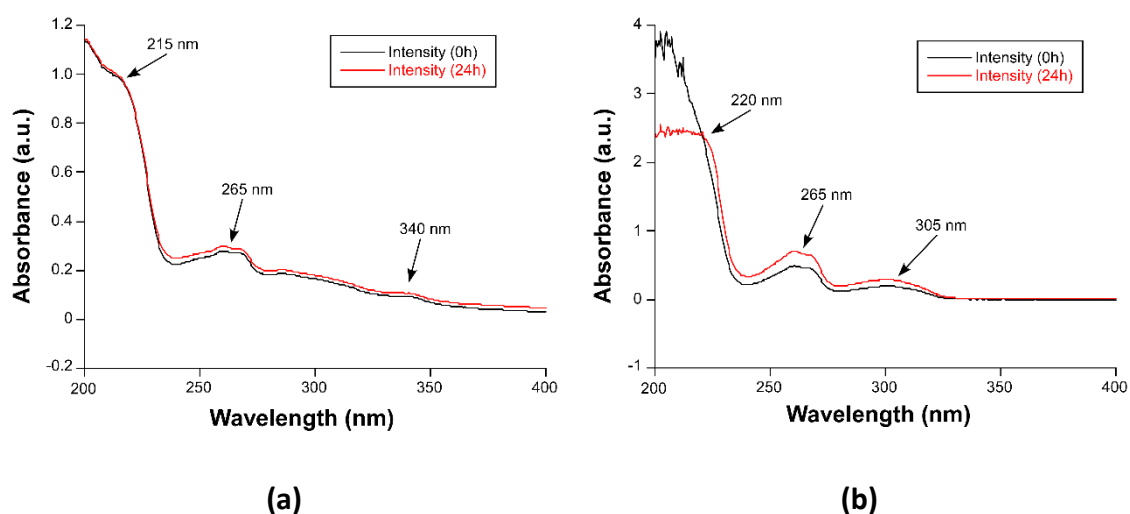 1.2
1.0
0.8
0.6
0.4
0.2
0
-0.2
Absorbance (a.u.)
215 nm
265 nm
340 nm
Intensity (0h)
Intensity (24h)
200
250
300
350
400
Wavelength (nm)
(a)
4
3
2
1
0
-1
Absorbance (a.u.)
220 nm
265 nm
305 nm
Intensity (0h)
Intensity (24h)
200
250
300
350
400
Wavelength (nm)
(b)